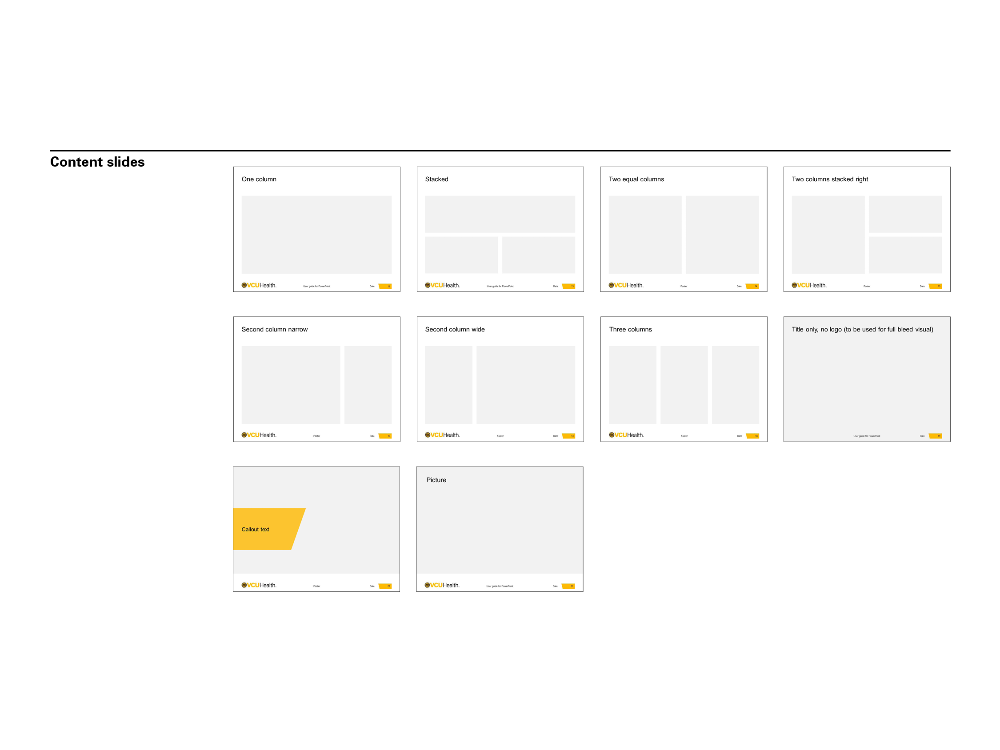 Content slides
One column
VCUHealth.
User guide for PowerPoint
Date
12
Stacked
VCUHealth.
User guide for PowerPoint
Date
13
Two equal columns
VCUHealth.
Footer
Date
14
Two columns stacked right
VCUHealth.
Footer
Date
15
Second column narrow
VCUHealth.
Footer
Date
12
Second column wide
VCUHealth.
Footer
Date
13
Three columns
VCUHealth.
Footer
Date
18
Title only, no logo (to be used for full bleed visual)
User guide for PowerPoint
Date
19
Callout text
VCUHealth.
Footer
Date
20
Picture
VCUHealth.
User guide for PowerPoint
Date
21